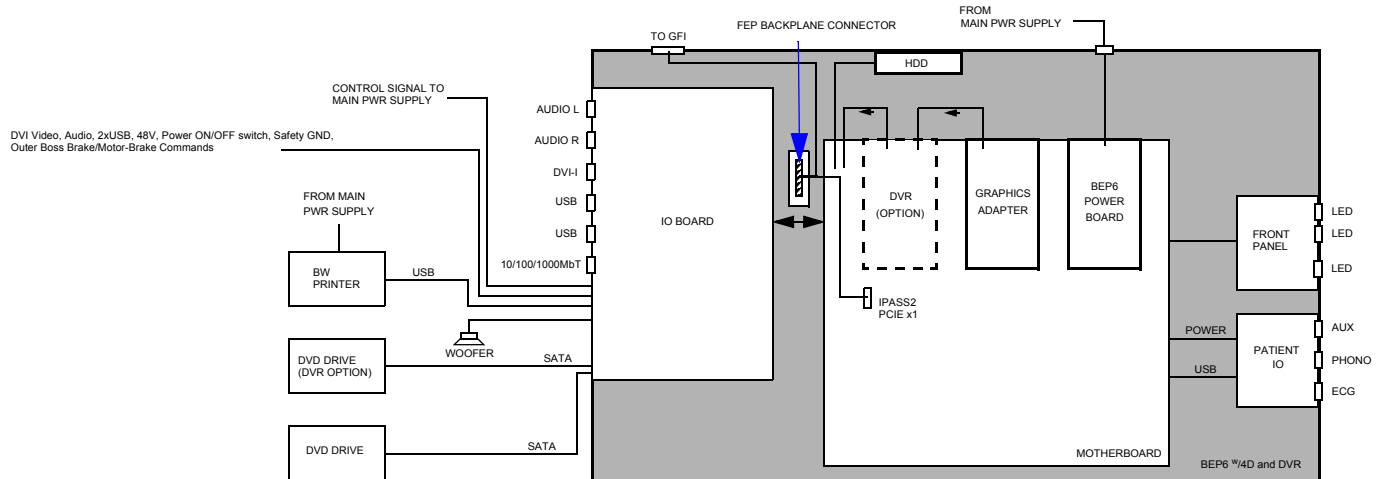 FROM
MAIN PWR SUPPLY
FEP BACKPLANE CONNECTOR
TO GFI
HDD
CONTROL SIGNAL TO
MAIN PWR SUPPLY
AUDIO L
DVI Video, Audio, 2xUSB, 48V, Power ON/OFF switch, Safety GND,
Outer Boss Brake/Motor-Brake Commands
AUDIO R
DVI-I
USB
USB
10/100/1000MbT
IO BOARD
DVR
(OPTION)
GRAPHICS
ADAPTER
BEP6
POWER
BOARD
FROM MAIN
PWR SUPPLY
BW
PRINTER
USB
IPASS2
PCIE x1
FRONT
PANEL
LED
LED
LED
WOOFER
DVD DRIVE
(DVR OPTION)
SATA
POWER
USB
PATIENT
IO
AUX
PHONO
ECG
DVD DRIVE
SATA
MOTHERBOARD
BEP6 w/4D and DVR